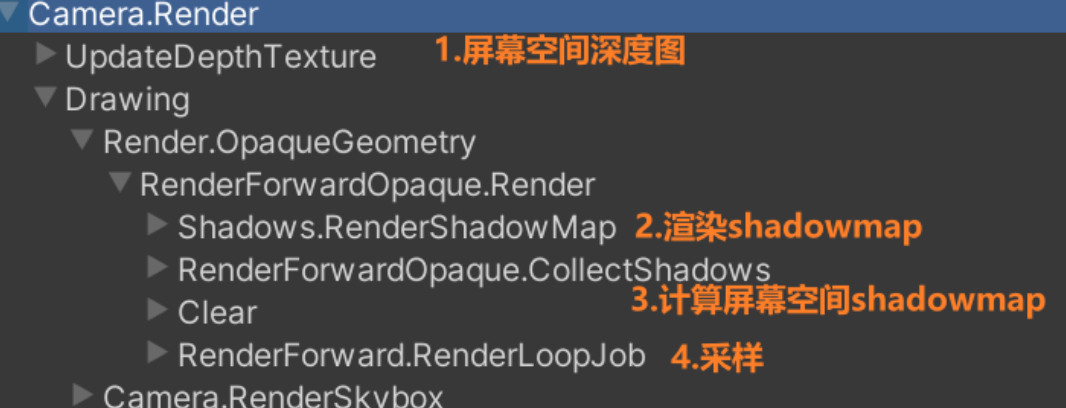 Camera.Render
UpdateDepthTexture 1.屏幕空间深度图
Drawing
Render.OpaqueGeometry
RenderForwardOpaque.Render
Shadows.RenderShadowMap 2.渲染shadowmap
RenderForwardOpaque.CollectShadows
3.计算屏幕空间shadowmap
Clear
RenderForward.RenderLoopJob 4.采样
Camera.RenderSkybox